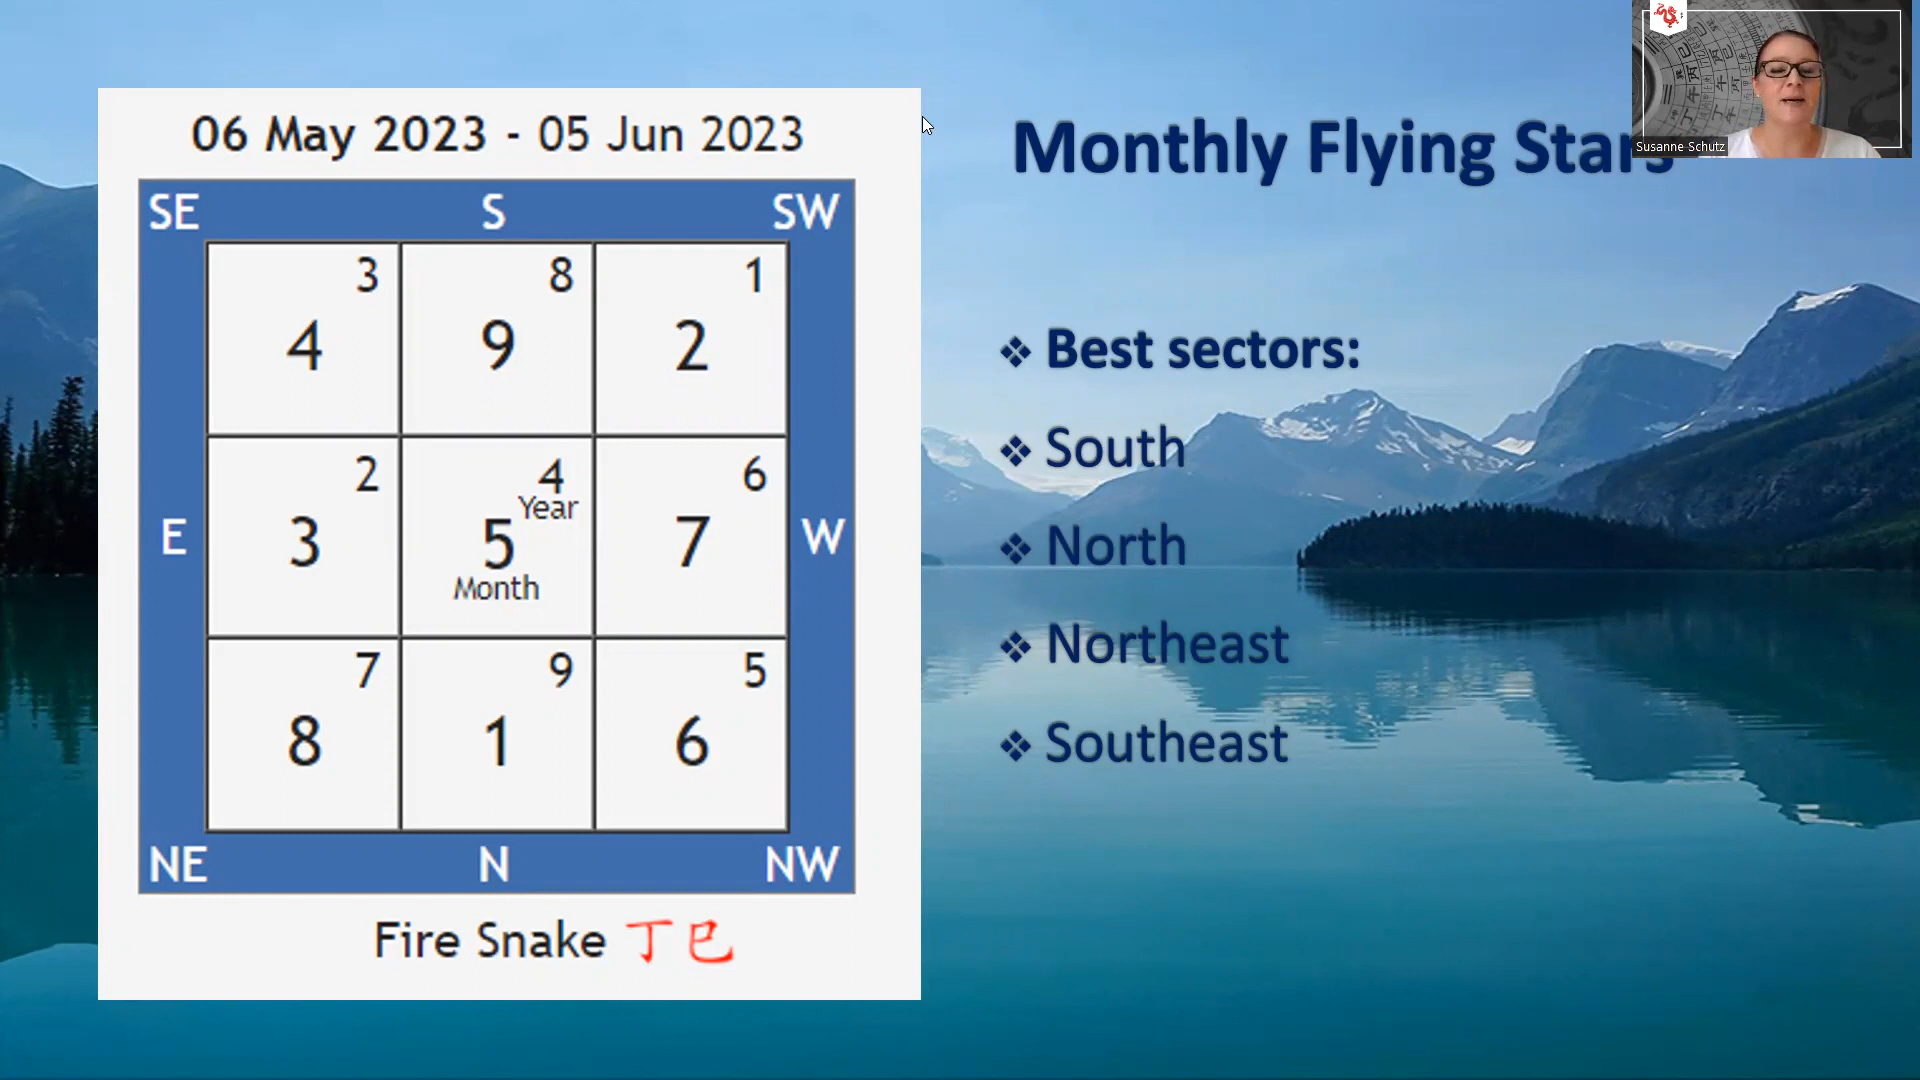 06 May 2023 - 05 Jun 2023
SE S SW
3 8 1
4 9 2
2 4 6
Year
E 3 5 7 W
Month
7 9 5
8 1 6
NE N NW
Fire Snake 丁巳
Monthly Flying Stars
❖ Best sectors:
❖ South
❖ North
❖ Northeast
❖ Southeast
Susanne Schutz